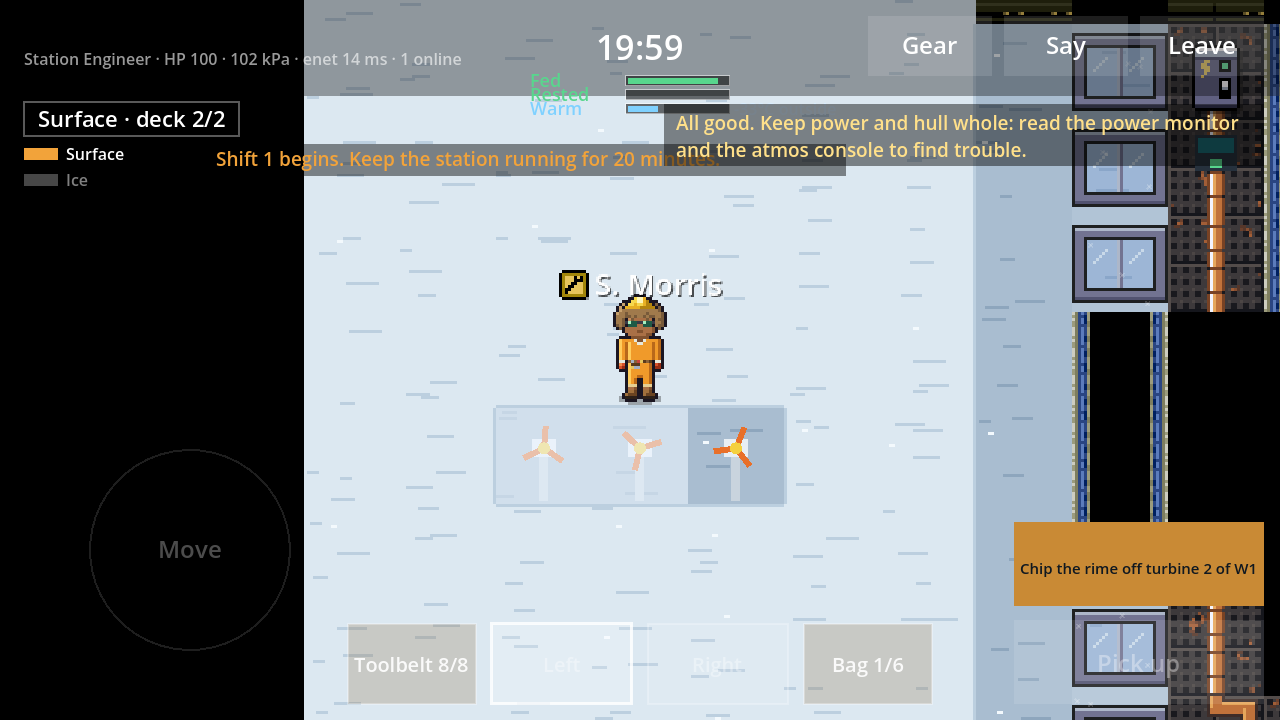 19:59
Gear
Say
Leave
Station Engineer · HP 100 · 102 kPa · enet 14 ms · 1 online
Fed
Rested
Warm
Surface · deck 2/2
All good. Keep power and hull whole: read the power monitor
and the atmos console to find trouble.
Surface
Shift 1 begins. Keep the station running for 20 minutes.
Ice
S. Morris
Move
Chip the rime off turbine 2 of W1
Toolbelt 8/8
Left
Right
Bag 1/6
Pick up